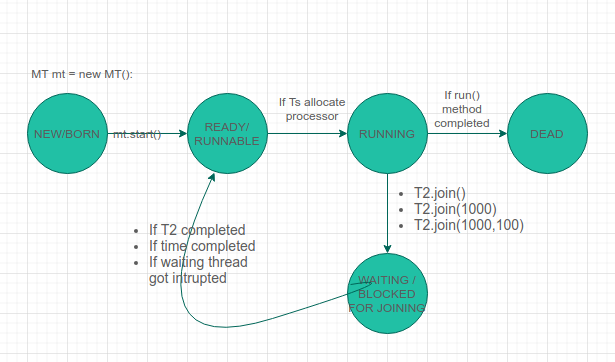 MT mt = new MT():
NEW/BORN
mt.start()
READY/
RUNNABLE
If Ts allocate
processor
RUNNING
If run()
method
completed
DEAD
T2.join()
T2.join(1000)
T2.join(1000,100)
If T2 completed
If time completed
If waiting thread
got intrupted
WAITING /
BLOCKED
FOR JOINING